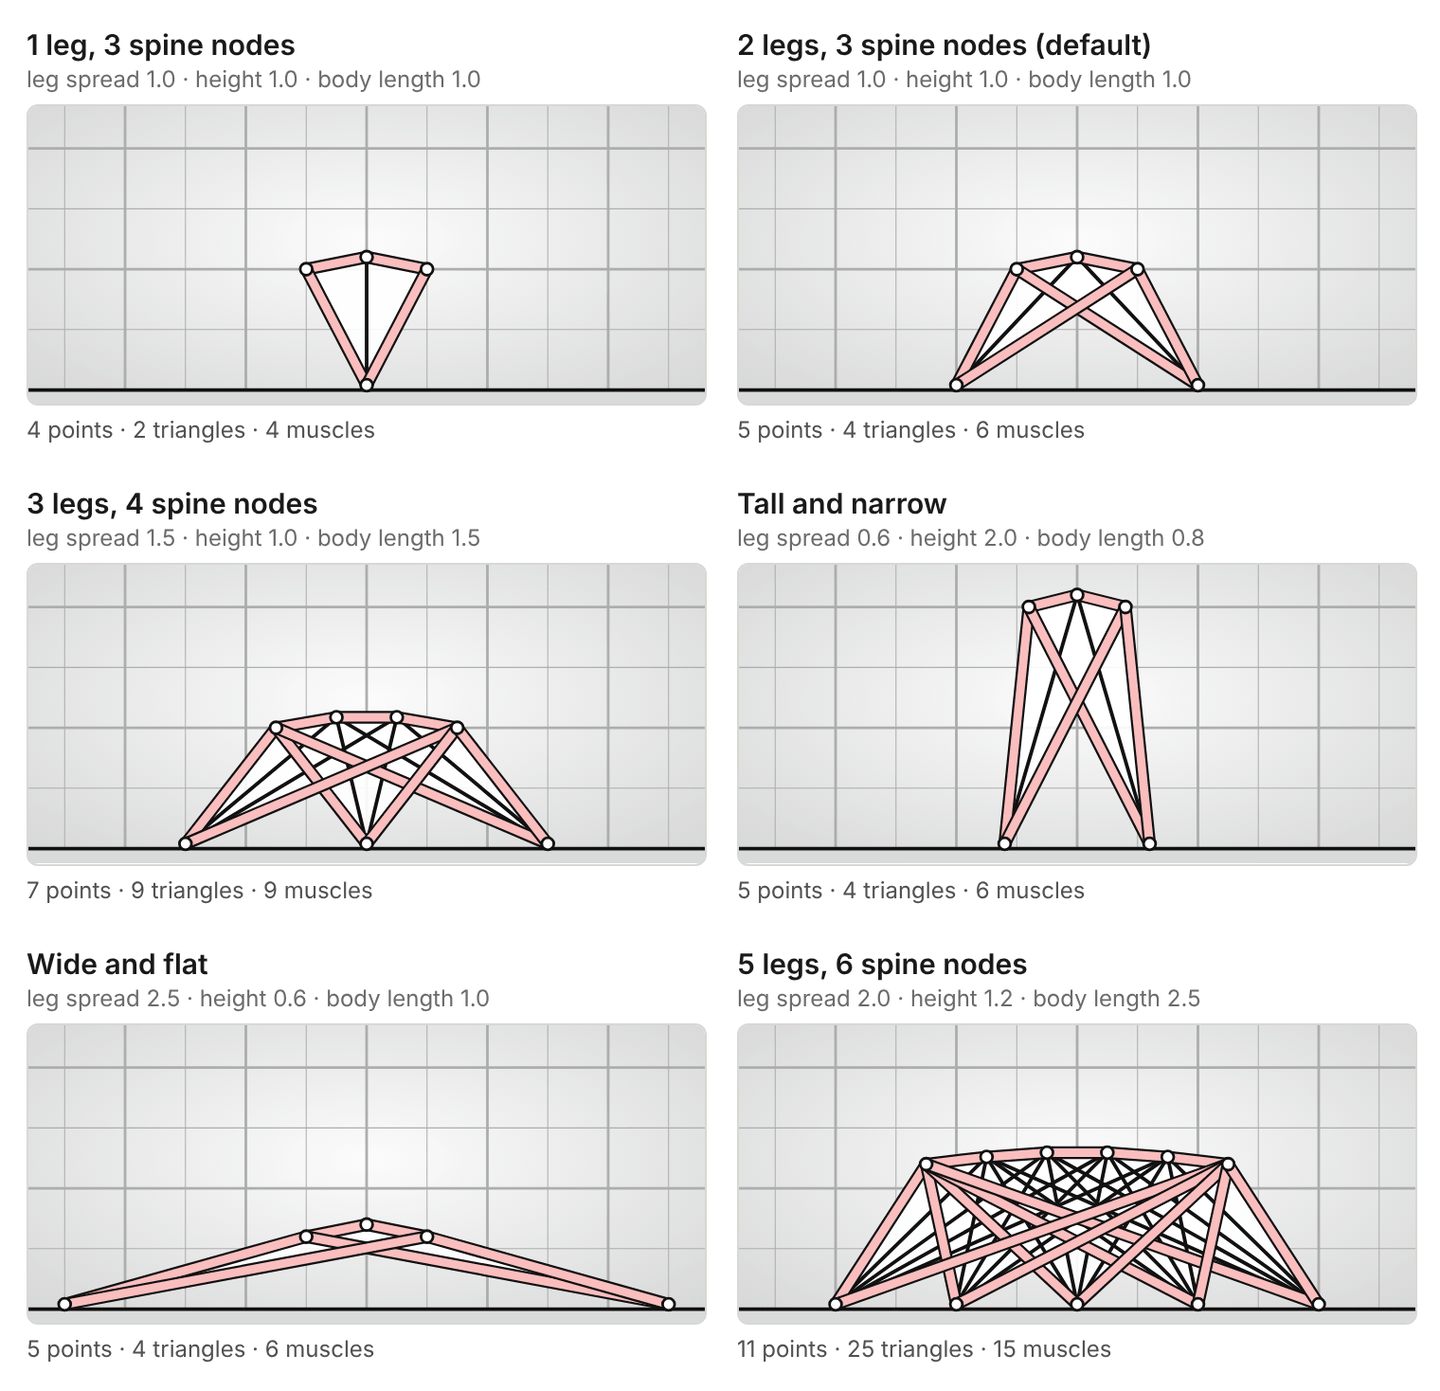 1 leg, 3 spine nodes
leg spread 1.0 · height 1.0 · body length 1.0
4 points · 2 triangles · 4 muscles
2 legs, 3 spine nodes (default)
leg spread 1.0 · height 1.0 · body length 1.0
5 points · 4 triangles · 6 muscles
3 legs, 4 spine nodes
leg spread 1.5 · height 1.0 · body length 1.5
7 points · 9 triangles · 9 muscles
Tall and narrow
leg spread 0.6 · height 2.0 · body length 0.8
5 points · 4 triangles · 6 muscles
Wide and flat
leg spread 2.5 · height 0.6 · body length 1.0
5 points · 4 triangles · 6 muscles
5 legs, 6 spine nodes
leg spread 2.0 · height 1.2 · body length 2.5
11 points · 25 triangles · 15 muscles